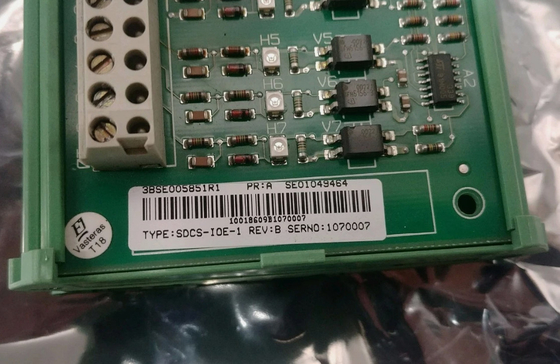 H5
V5
H6
V6
A2
H7
V7
3BSE005851R1 PR:A SE01049464
1001860981070007
TYPE:SDCS-IOE-1 REV:B SERNO:1070007
Västeras
T18